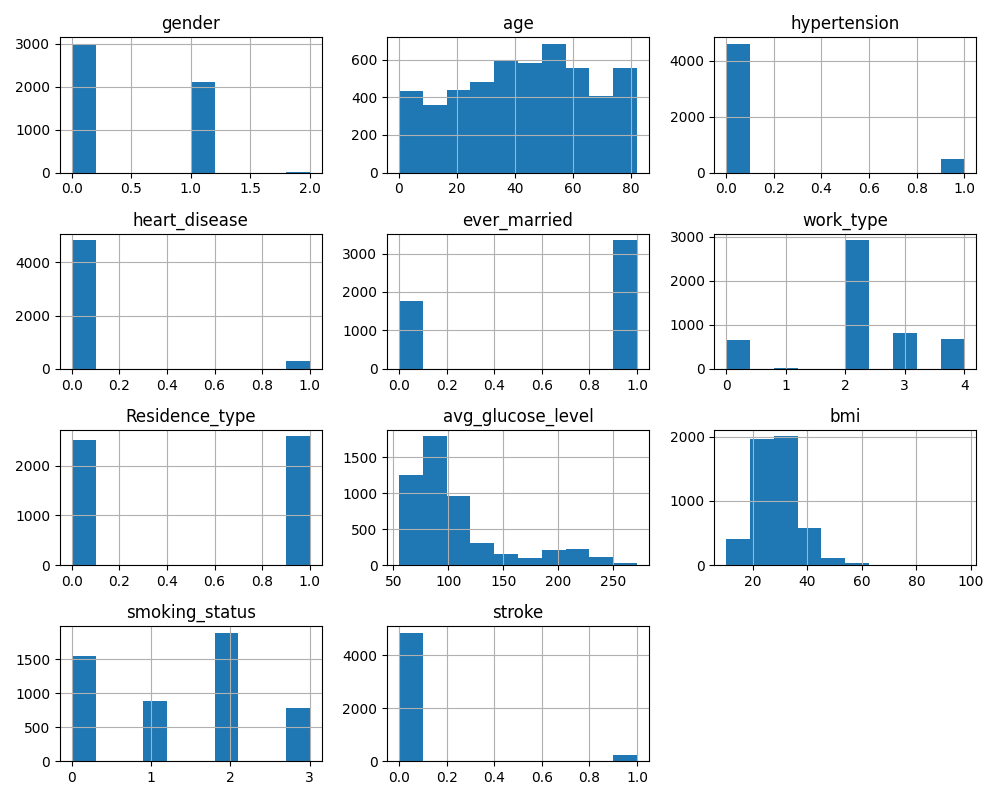 gender
age
hypertension
3000
2000
1000
0
0.0 0.5 1.0 1.5 2.0
600
400
200
0
0 20 40 60 80
4000
2000
0
0.0 0.2 0.4 0.6 0.8 1.0
heart_disease
ever_married
work_type
4000
2000
0
0.0 0.2 0.4 0.6 0.8 1.0
3000
2000
1000
0
0.0 0.2 0.4 0.6 0.8 1.0
3000
2000
1000
0
0 1 2 3 4
Residence_type
avg_glucose_level
bmi
2000
1000
0
0.0 0.2 0.4 0.6 0.8 1.0
1500
1000
500
0
50 100 150 200 250
2000
1000
0
20 40 60 80 100
smoking_status
stroke
1500
1000
500
0
0 1 2 3
4000
2000
0
0.0 0.2 0.4 0.6 0.8 1.0